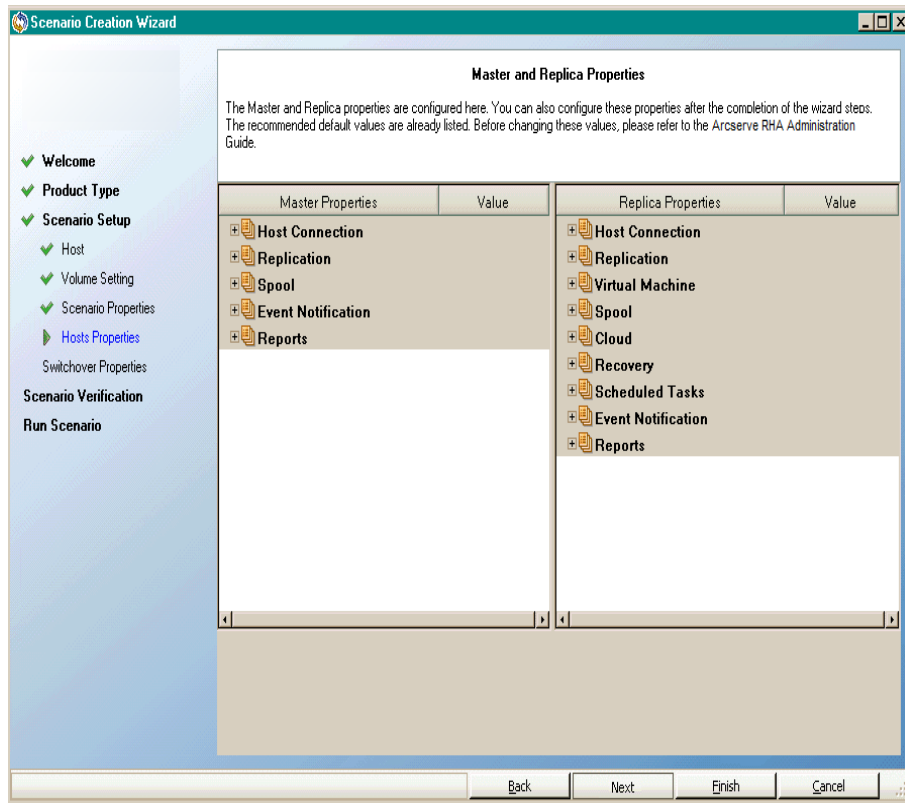 Scenario Creation Wizard
Welcome
Product Type
Scenario Setup
Host
Volume Setting
Scenario Properties
Hosts Properties
Switchover Properties
Scenario Verification
Run Scenario
Master and Replica Properties
The Master and Replica properties are configured here. You can also configure these properties after the completion of the wizard steps.
The recommended default values are already listed. Before changing these values, please refer to the Arcserve RHA Administration
Guide.
Master Properties Value
Host Connection
Replication
Spool
Event Notification
Reports
Replica Properties Value
Host Connection
Replication
Virtual Machine
Spool
Cloud
Recovery
Scheduled Tasks
Event Notification
Reports
Back Next Finish Cancel